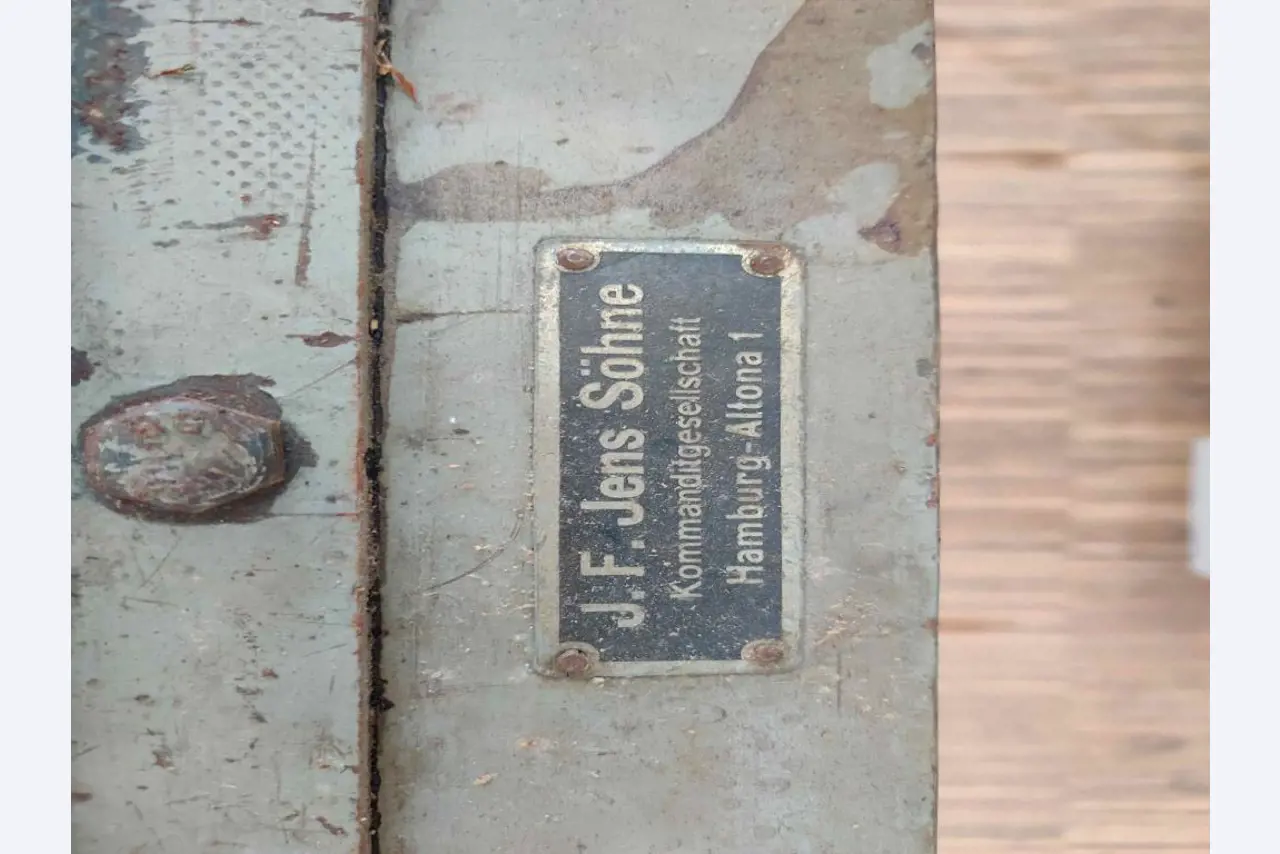 J. F. Jens Söhne
Kommanditgesellschaft
Hamburg-Altona 1